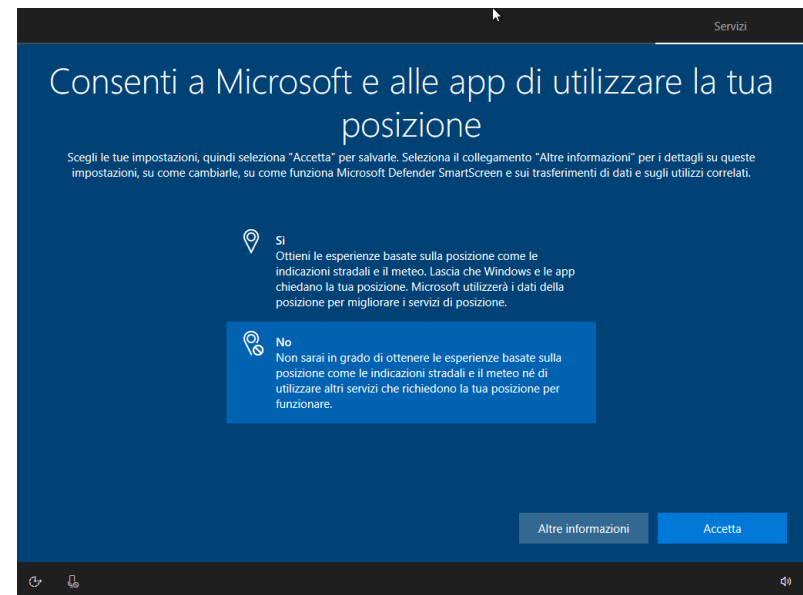 Servizi
Consenti a Microsoft e alle app di utilizzare la tua
posizione
Scegli le tue impostazioni, quindi seleziona "Accetta" per salvarle. Seleziona il collegamento "Altre informazioni" per i dettagli su queste
impostazioni, su come cambiarle, su come funziona Microsoft Defender SmartScreen e sui trasferimenti di dati e sugli utilizzi correlati.
Sì
Ottieni le esperienze basate sulla posizione come le
indicazioni stradali e il meteo. Lascia che Windows e le app
chiedano la tua posizione. Microsoft utilizzerà i dati della
posizione per migliorare i servizi di posizione.
No
Non sarai in grado di ottenere le esperienze basate sulla
posizione come le indicazioni stradali e il meteo né di
utilizzare altri servizi che richiedono la tua posizione per
funzionare.
Altre informazioni
Accetta